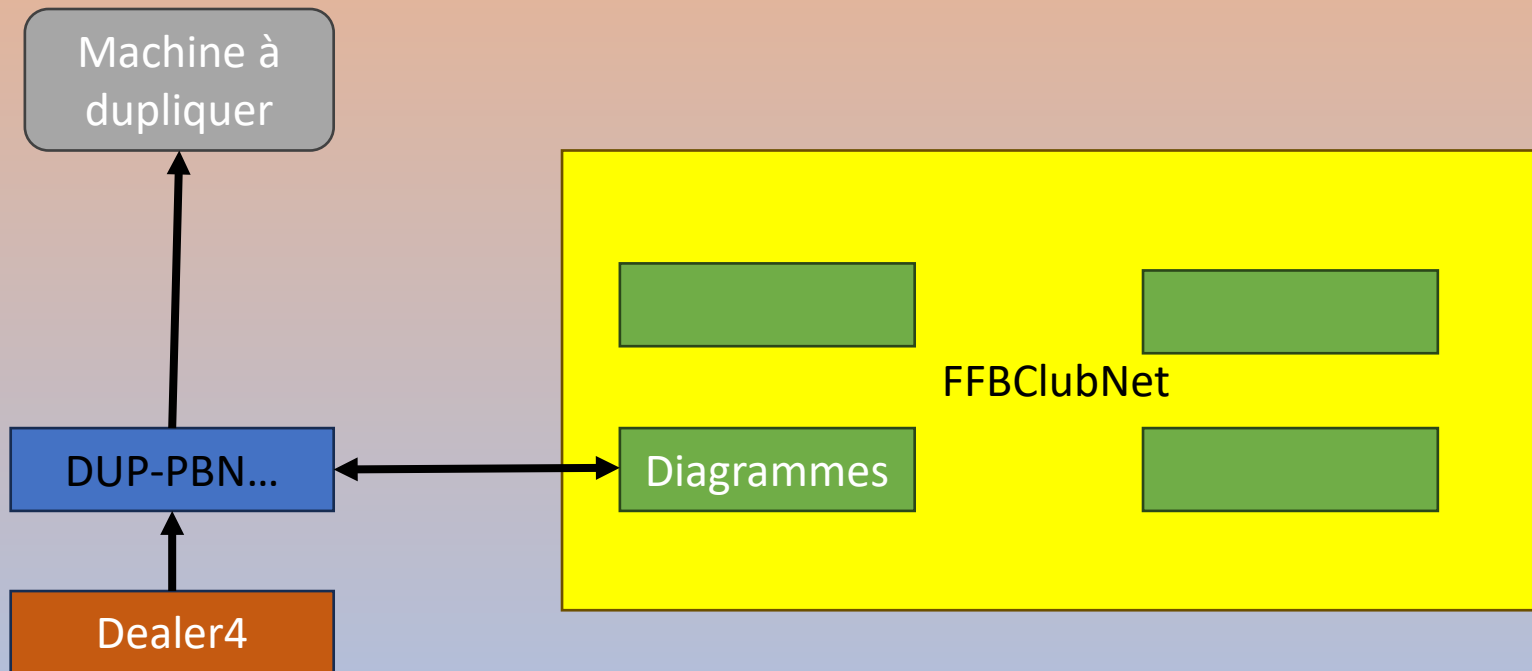 Machine à
dupliquer
FFBClubNet
DUP-PBN...
Diagrammes
Dealer4